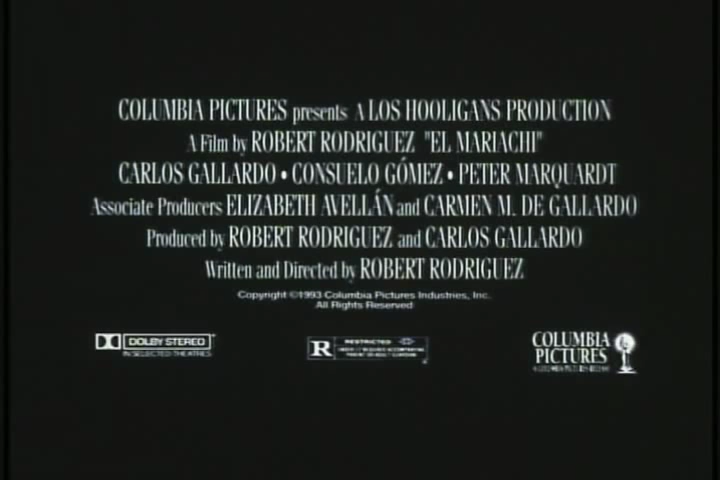 COLUMBIA PICTURES presents A LOS HOOLIGANS PRODUCTION
A Film by ROBERT RODRIGUEZ "EL MARIACHI"
CARLOS GALLARDO • CONSUELO GÓMEZ • PETER MARQUARDT
Associate Producers ELIZABETH AVELLÁN and CARMEN M. DE GALLARDO
Produced by ROBERT RODRIGUEZ and CARLOS GALLARDO
Written and Directed by ROBERT RODRIGUEZ
Copyright ©1993 Columbia Pictures Industries, Inc.
All Rights Reserved
DOLBY STEREO
IN SELECTED THEATRES
R RESTRICTED
COLUMBIA
PICTURES